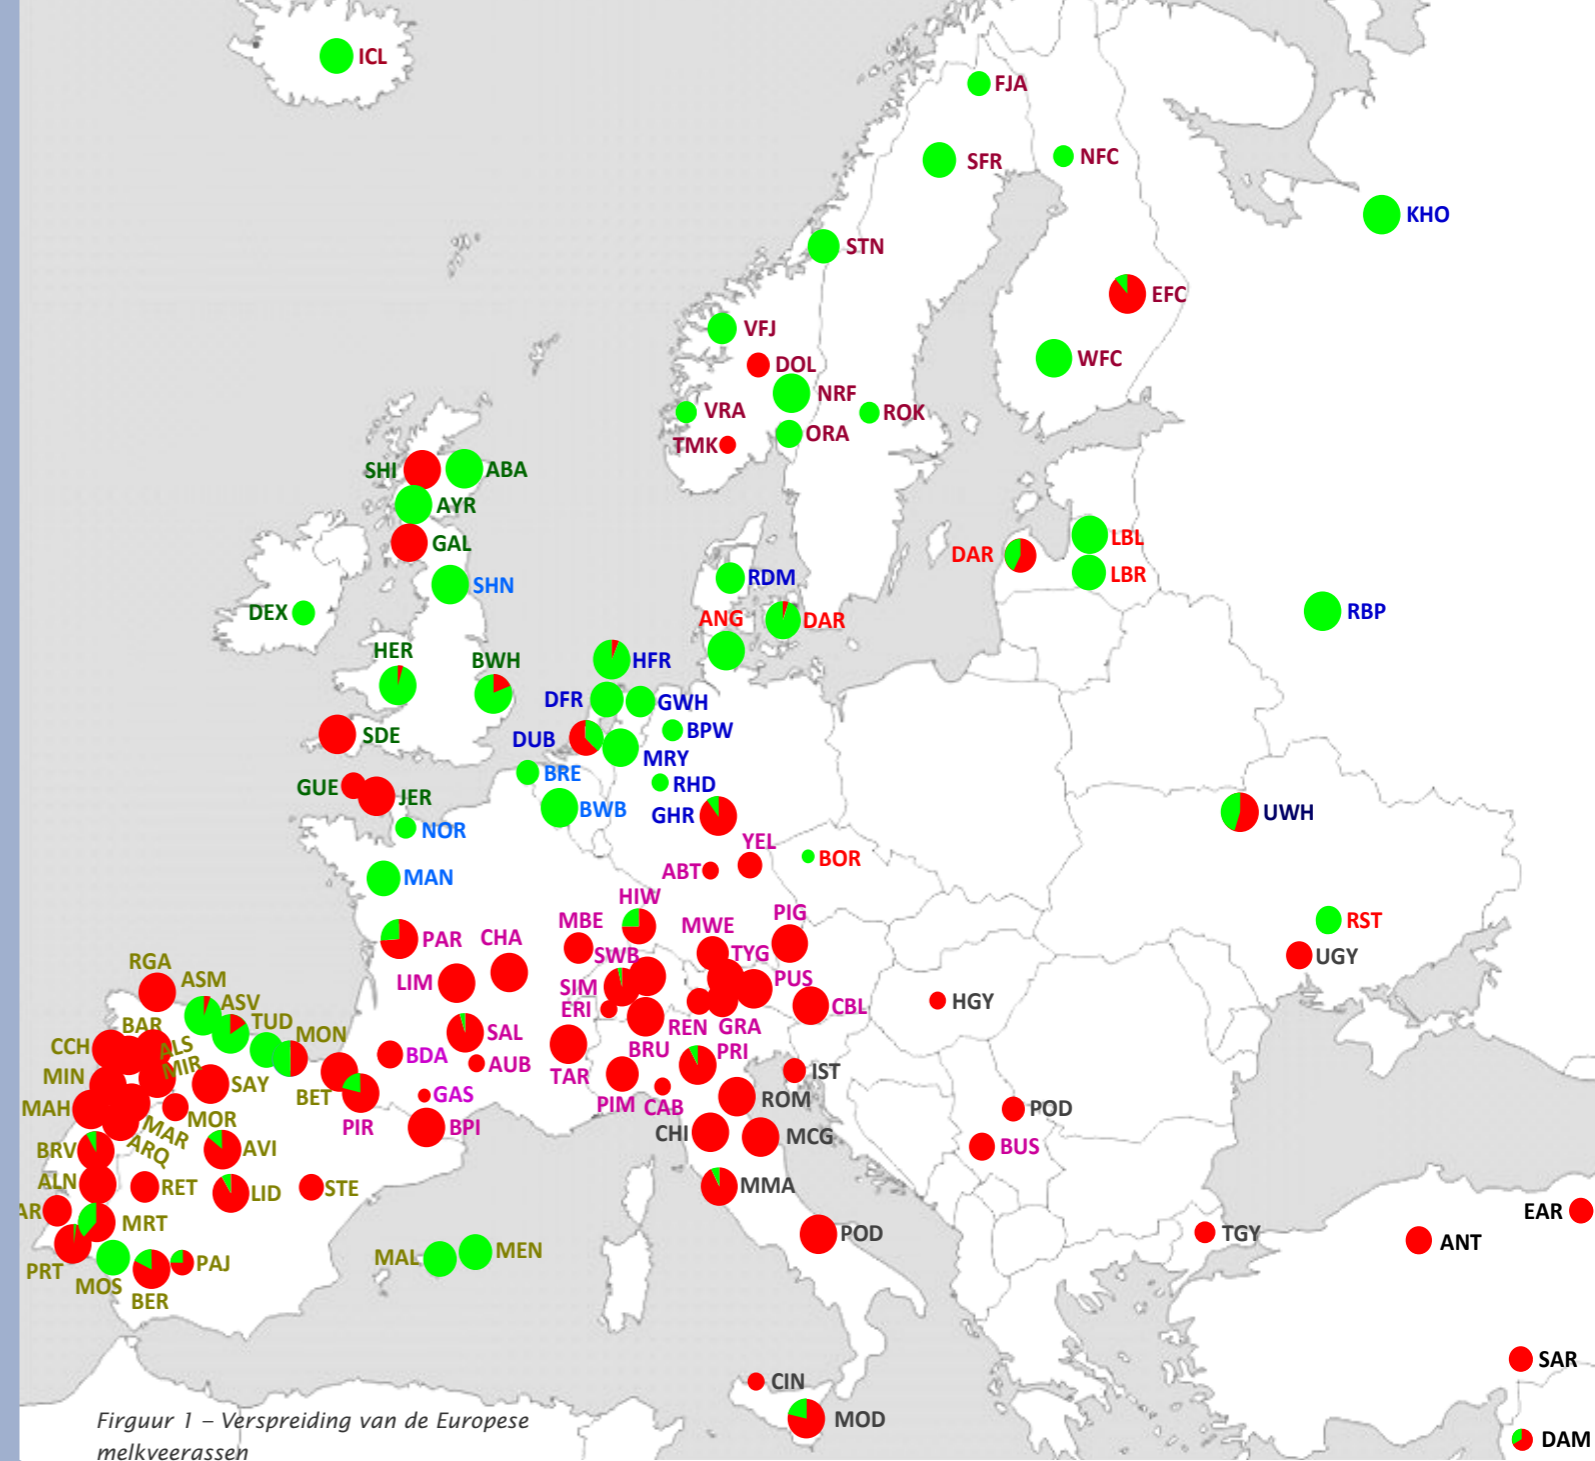 ICL
FJA
SFR
NFC
KHO
STN
EFC
VFJ
WFC
DOL
NRF
VRA
ROK
ORA
TMK
SHI
ABA
AYR
GAL
LBL
DAR
LBR
SHN
RDM
DEX
ANG
DAR
RBP
HER
BWH
HFR
DFR
GWH
SDE
DUB
BPW
MRY
BRE
GUE
JER
RHD
BWB
GHR
UWH
NOR
YEL
BOR
ABT
MAN
HIW
RST
PAR
CHA
MBE
MWE
PIG
SWB
TYG
UGY
RGA
ASM
LIM
SIM
PUS
ASV
ERI
HGY
CBL
BAR
TUD
MON
SAL
REN
GRA
CCH
ALS
BDA
BRU
PRI
MIR
AUB
TAR
MIN
SAY
IST
BET
GAS
PIM
CAB
ROM
MAH
MOR
POD
MAR
PIR
BPI
CHI
MCG
BRV
ARQ
AVI
BUS
ALN
RET
LID
STE
MMA
AR
MRT
EAR
POD
TGY
ANT
MAL
MEN
PRT
PAJ
MOS
BER
SAR
CIN
MOD
Firguur 1 – Verspreiding van de Europese
melkveerassen
DAM